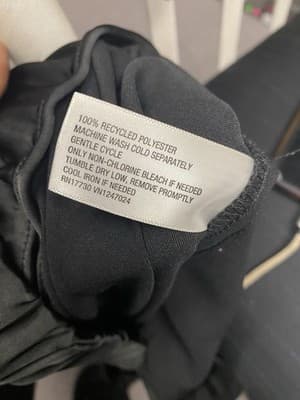 100% RECYCLED POLYESTER
MACHINE WASH COLD SEPARATELY
GENTLE CYCLE
ONLY NON-CHLORINE BLEACH IF NEEDED
TUMBLE DRY LOW, REMOVE PROMPTLY
COOL IRON IF NEEDED
RN17730 VN1247024